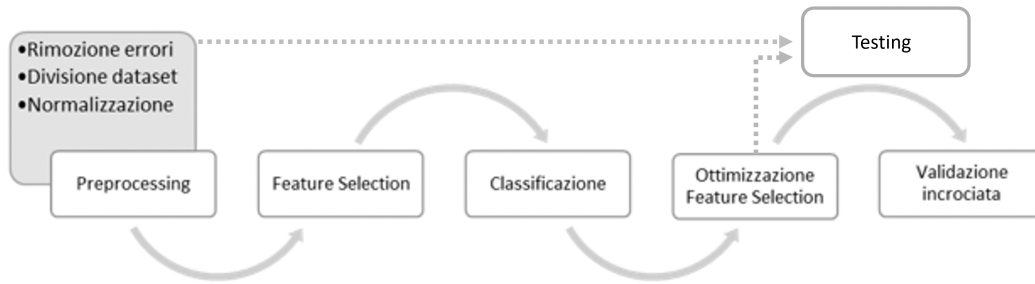 •Rimozione errori
•Divisione dataset
•Normalizzazione
Testing
Preprocessing
Feature Selection
Classificazione
Ottimizzazione
Feature Selection
Validazione
incrociata